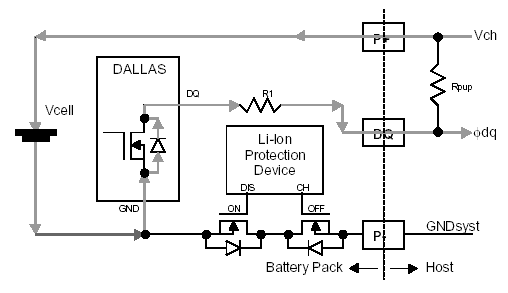 P+
Vch
DALLAS
DQ
R1
Rpup
Vcell
DQ
ϕdq
Li-Ion
Protection
Device
DIS
CH
GND
ON
OFF
P-
GNDsyst
Battery Pack
Host